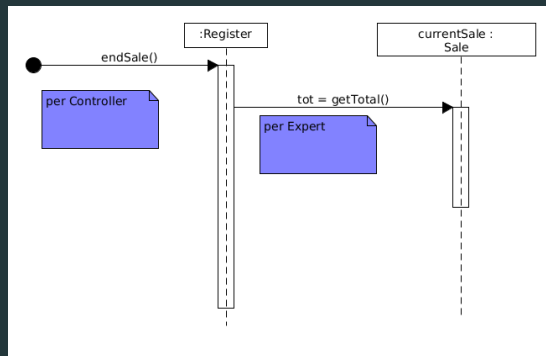 :Register
currentSale :
Sale
endSale()
per Controller
tot = getTotal()
per Expert